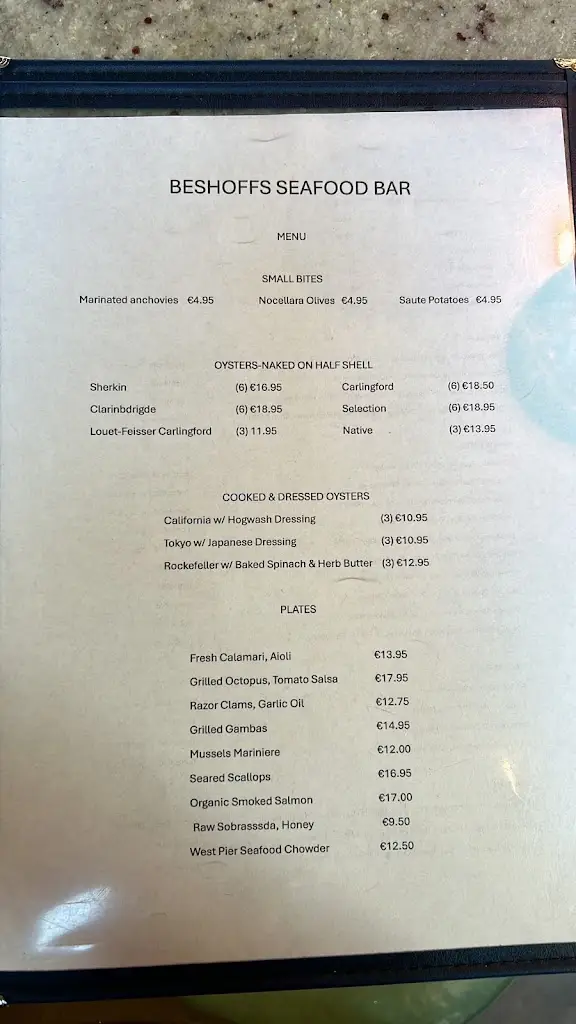 BESHOFFS SEAFOOD BAR
MENU
SMALL BITES
Marinated anchovies €4.95 Nocellara Olives €4.95 Saute Potatoes €4.95
OYSTERS-NAKED ON HALF SHELL
Sherkin (6) €16.95 Carlingford (6) €18.50
Clarinbdrigde (6) €18.95 Selection (6) €18.95
Louet-Feisser Carlingford (3) 11.95 Native . (3) €13.95
COOKED & DRESSED OYSTERS
California w/ Hogwash Dressing (3) €10.95
Tokyo w/ Japanese Dressing (3) €10.95
Rockefeller w/ Baked Spinach & Herb Butter (3) €12.95
PLATES
Fresh Calamari, Aioli €13.95
Grilled Octopus, Tomato Salsa €17.95
Razor Clams, Garlic Oil €12.75
Grilled Gambas €14.95
Mussels Mariniere €12.00
Seared Scallops €16.95
Organic Smoked Salmon €17.00
Raw Sobrasssda, Honey €9.50
West Pier Seafood Chowder €12.50